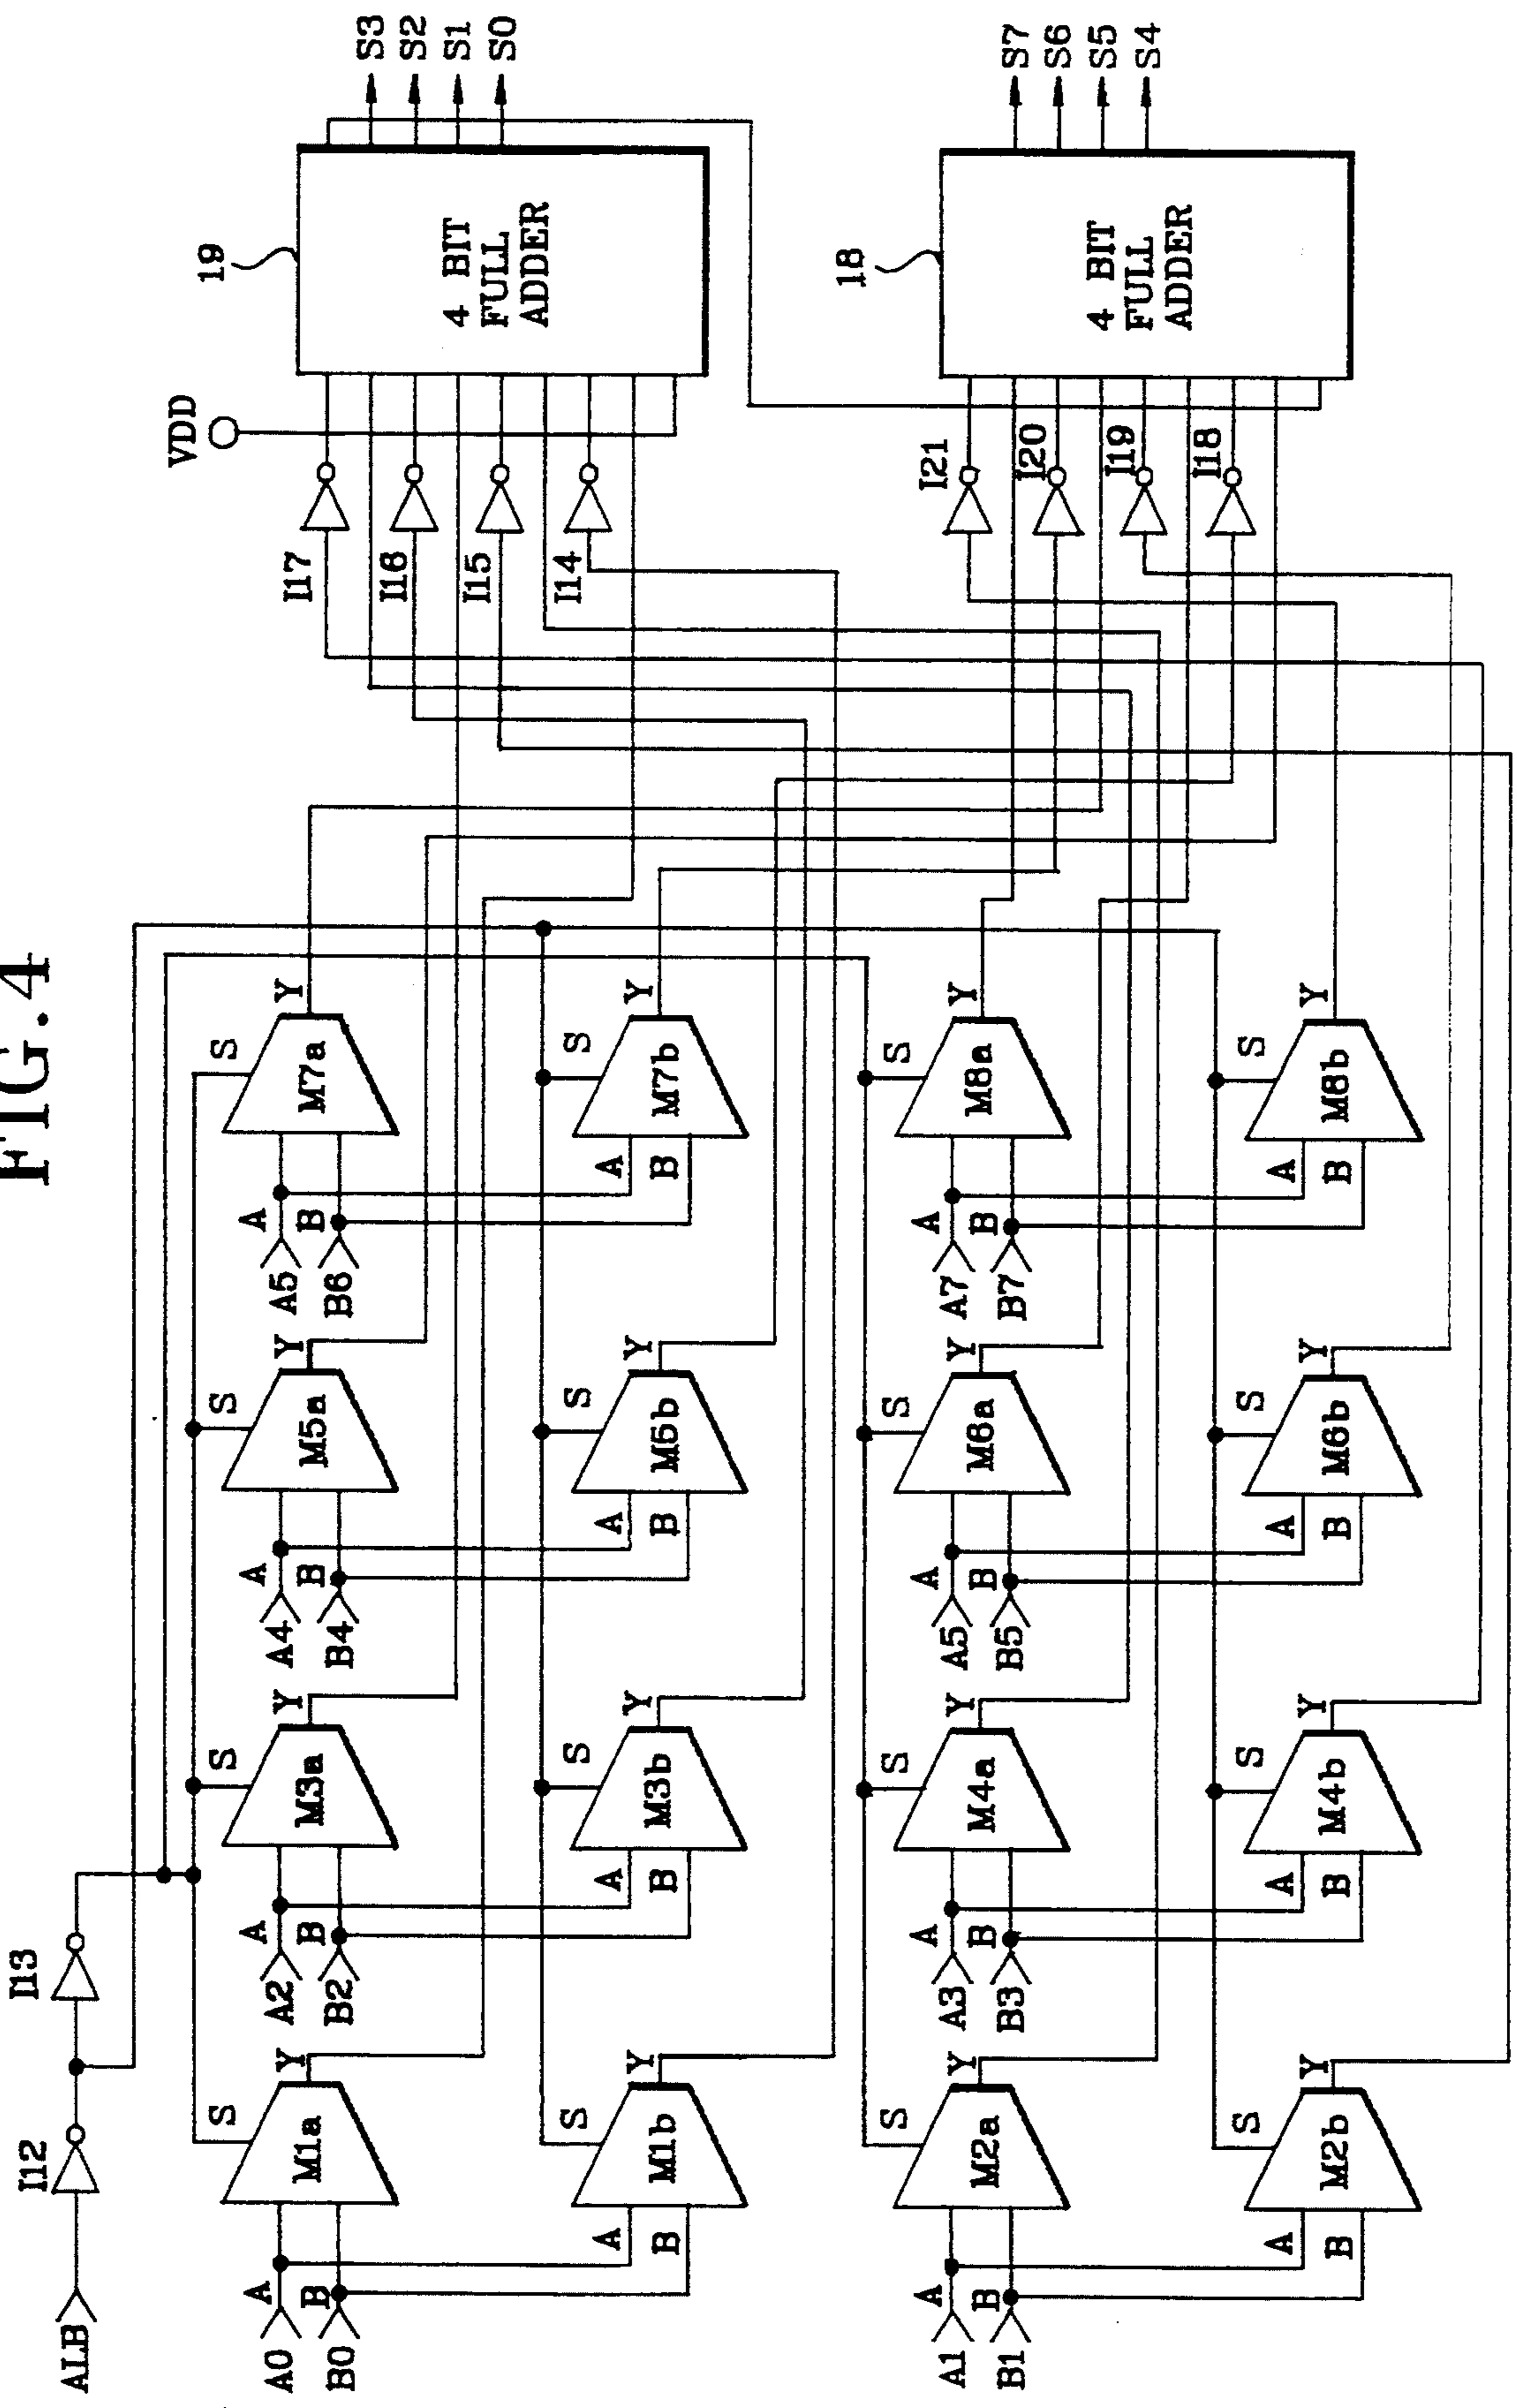 FIG.4
ALB
I12
I13
A0
B0
A
B
S
M1a
Y
A2
B2
A
B
S
M3a
Y
A4
B4
A
B
S
M5a
Y
A5
B6
A
B
S
M7a
Y
A
B
S
M1b
Y
A
B
S
M3b
Y
A
B
S
M5b
Y
A
B
S
M7b
Y
A1
B1
A
B
S
M2a
Y
A3
B3
A
B
S
M4a
Y
A5
B5
A
B
S
M6a
Y
A7
B7
A
B
S
M8a
Y
A
B
S
M2b
Y
A
B
S
M4b
Y
A
B
S
M6b
Y
A
B
S
M8b
Y
VDD
I17
I16
I15
I14
19
4 BIT
FULL
ADDER
S3
S2
S1
S0
I21
I20
I19
I18
18
4 BIT
FULL
ADDER
S7
S6
S5
S4